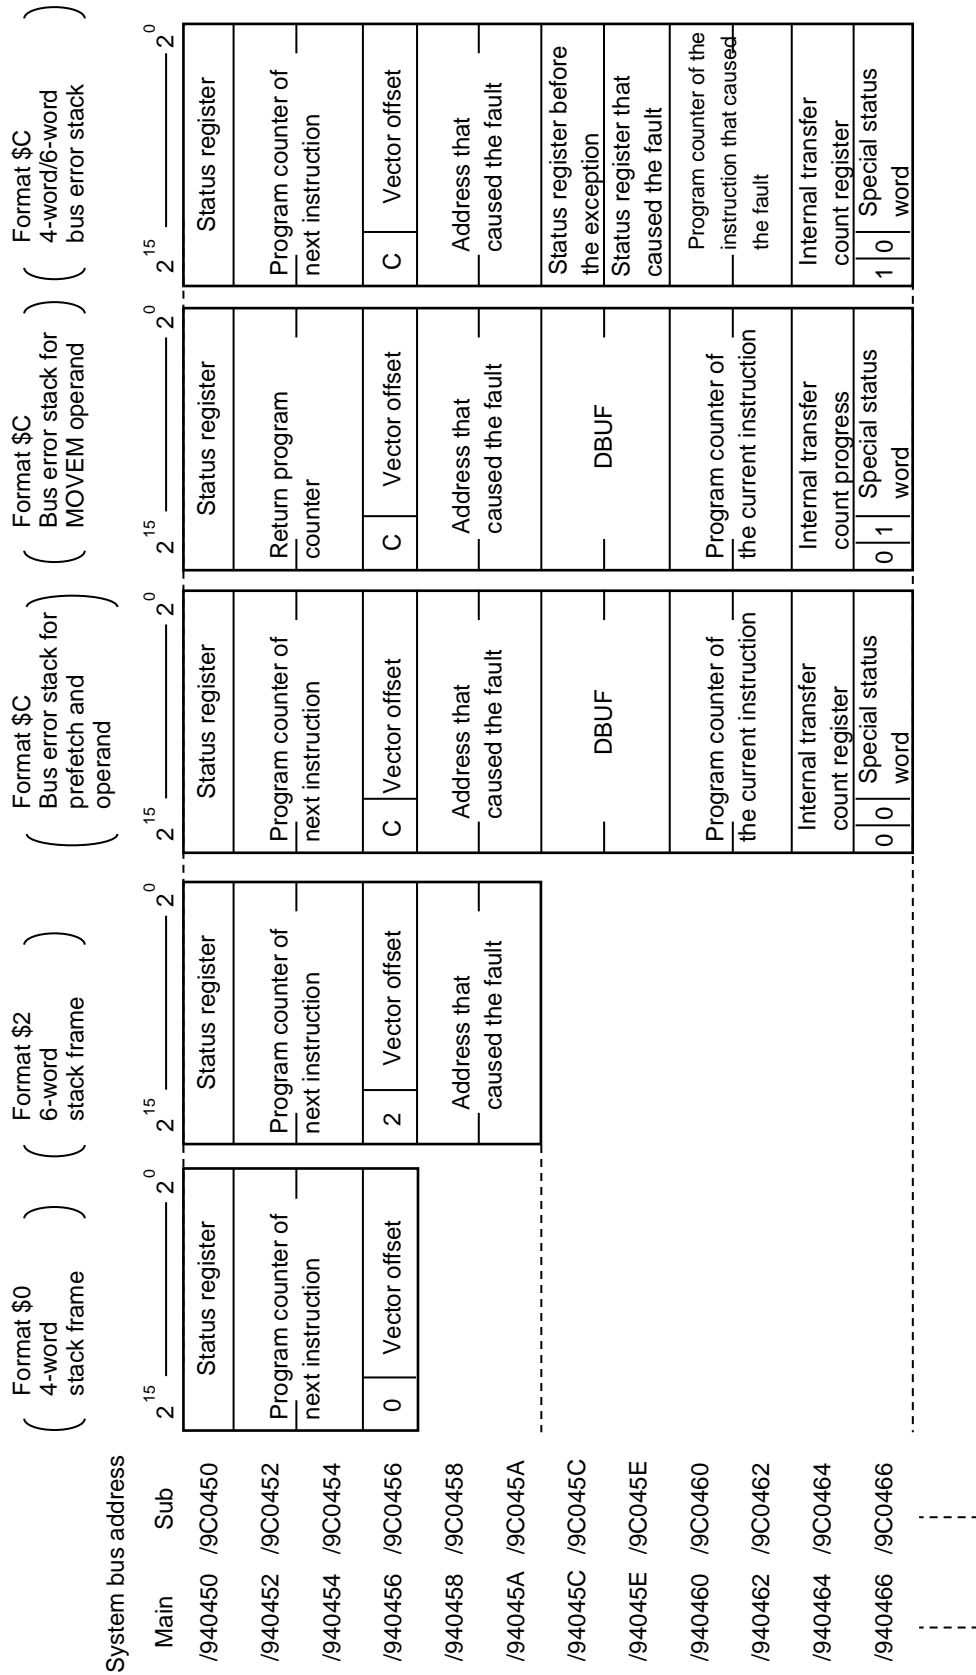 System bus address
Main Sub
/940450 /9C0450
/940452 /9C0452
/940454 /9C0454
/940456 /9C0456
/940458 /9C0458
/94045A /9C045A
/94045C /9C045C
/94045E /9C045E
/940460 /9C0460
/940462 /9C0462
/940464 /9C0464
/940466 /9C0466
Format $0
4-word
stack frame
2^15 2^0
Status register
Program counter of
next instruction
0 Vector offset
Format $2
6-word
stack frame
2^15 2^0
Status register
Program counter of
next instruction
2 Vector offset
Address that
caused the fault
Format $C
Bus error stack for
prefetch and
operand
2^15 2^0
Status register
Program counter of
next instruction
C Vector offset
Address that
caused the fault
DBUF
Program counter of
the current instruction
Internal transfer
count register
0 0 Special status
word
Format $C
Bus error stack for
MOVEM operand
2^15 2^0
Status register
Return program
counter
C Vector offset
Address that
caused the fault
DBUF
Program counter of
the current instruction
Internal transfer
count progress
0 1 Special status
word
Format $C
4-word/6-word
bus error stack
2^15 2^0
Status register
Program counter of
next instruction
C Vector offset
Address that
caused the fault
Status register before
the exception
Status register that
caused the fault
Program counter of the
instruction that caused
the fault
Internal transfer
count register
1 0 Special status
word